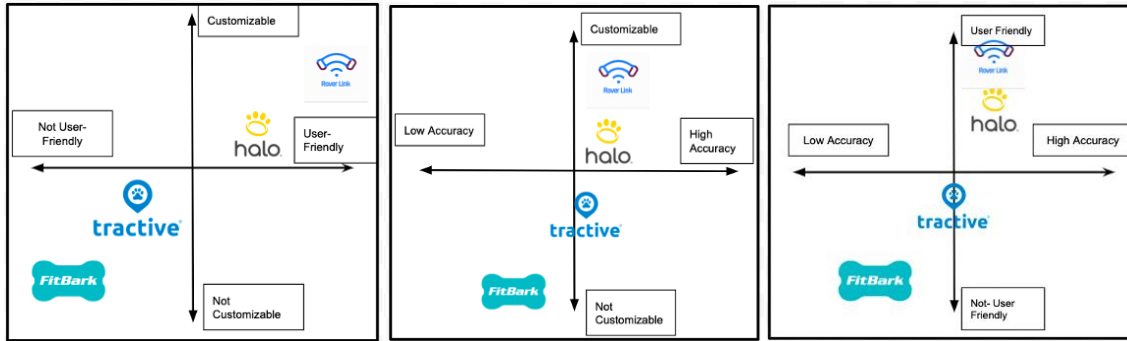 Customizable
Rover Link
Not User-
Friendly
halo.
User-
Friendly
tractive
FitBark
Not
Customizable
Customizable
Rover Link
Low Accuracy
halo.
High
Accuracy
tractive
FitBark
Not
Customizable
User Friendly
Rover Link
Low Accuracy
halo.
High Accuracy
tractive
FitBark
Not- User
Friendly